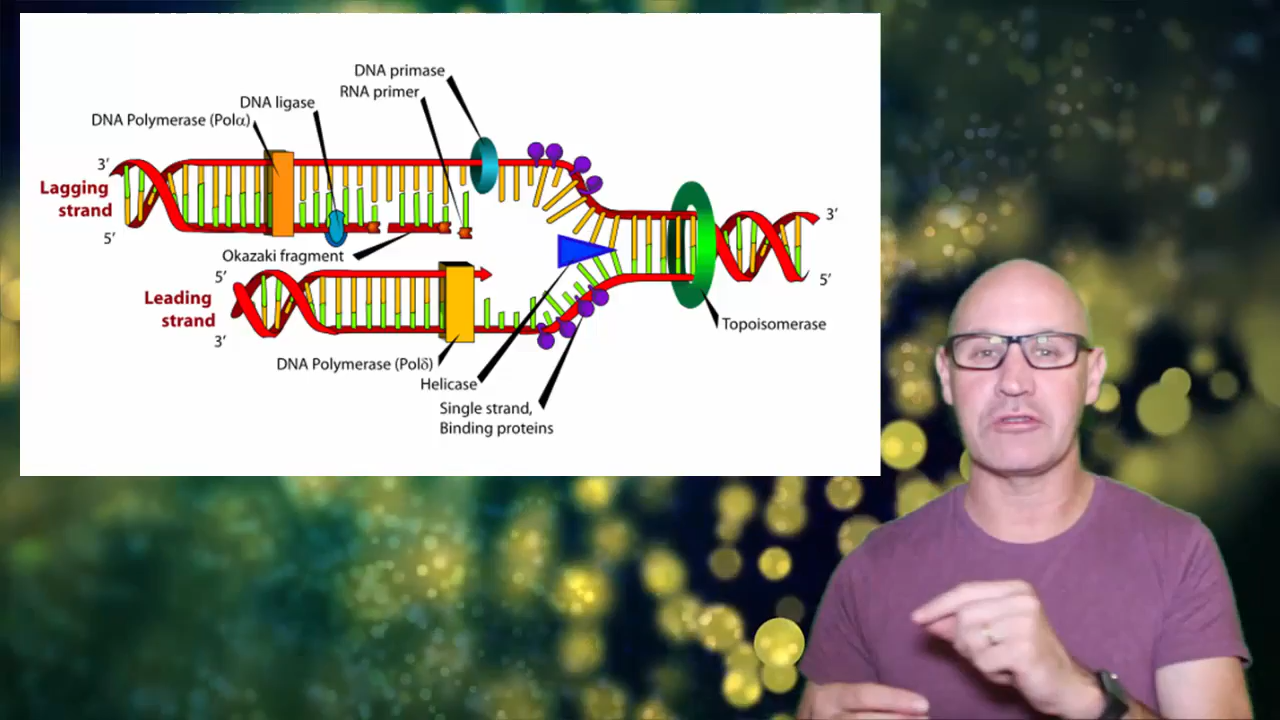 DNA primase
RNA primer
DNA ligase
DNA Polymerase (Polα)
3′
Lagging
strand
5′
Okazaki fragment
5′
Leading
strand
3′
DNA Polymerase (Polδ)
Helicase
Single strand,
Binding proteins
3′
5′
Topoisomerase